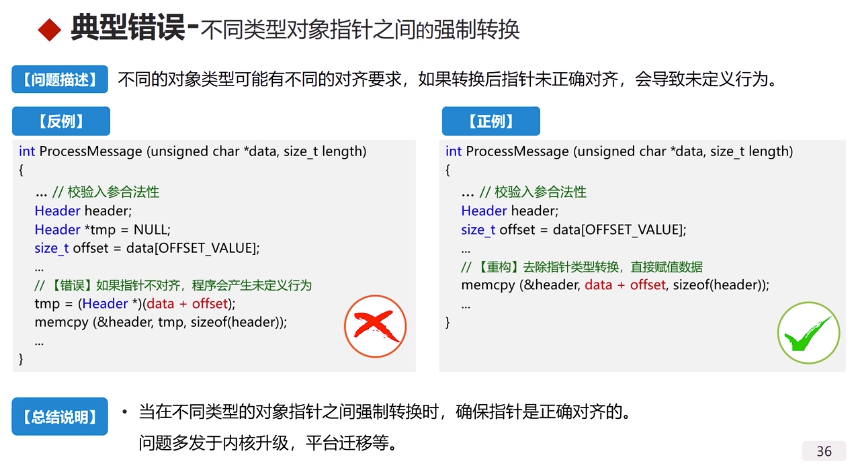 典型错误-不同类型对象指针之间的强制转换
【问题描述】 不同的对象类型可能有不同的对齐要求，如果转换后指针未正确对齐，会导致未定义行为。
【反例】
int ProcessMessage (unsigned char *data, size_t length)
{
... // 校验入参合法性
Header header;
Header *tmp = NULL;
size_t offset = data[OFFSET_VALUE];
...
// 【错误】如果指针不对齐，程序会产生未定义行为
tmp = (Header *)(data + offset);
memcpy (&header, tmp, sizeof(header));
...
}
【正例】
int ProcessMessage (unsigned char *data, size_t length)
{
... // 校验入参合法性
Header header;
size_t offset = data[OFFSET_VALUE];
...
// 【重构】去除指针类型转换，直接赋值数据
memcpy (&header, data + offset, sizeof(header));
...
}
【总结说明】 • 当在不同类型的对象指针之间强制转换时，确保指针是正确对齐的。
问题多发于内核升级，平台迁移等。
36